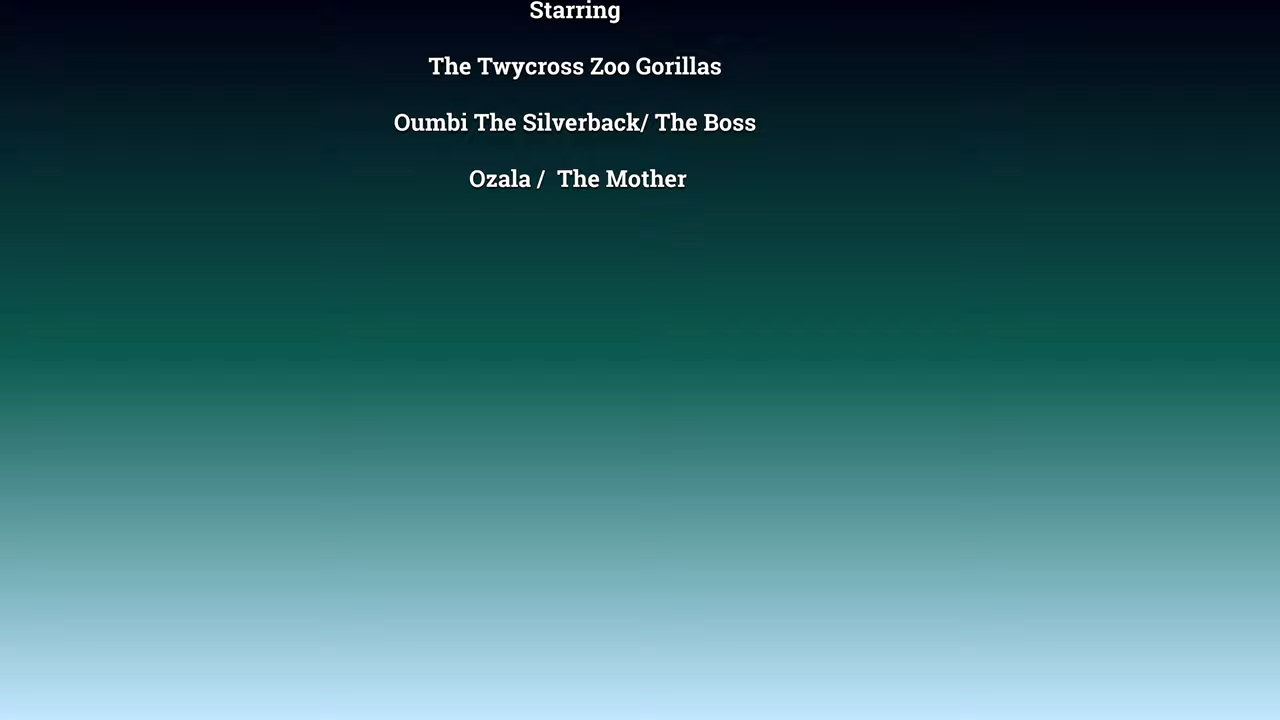 Starring
The Twycross Zoo Gorillas
Oumbi The Silverback/ The Boss
Ozala /  The Mother